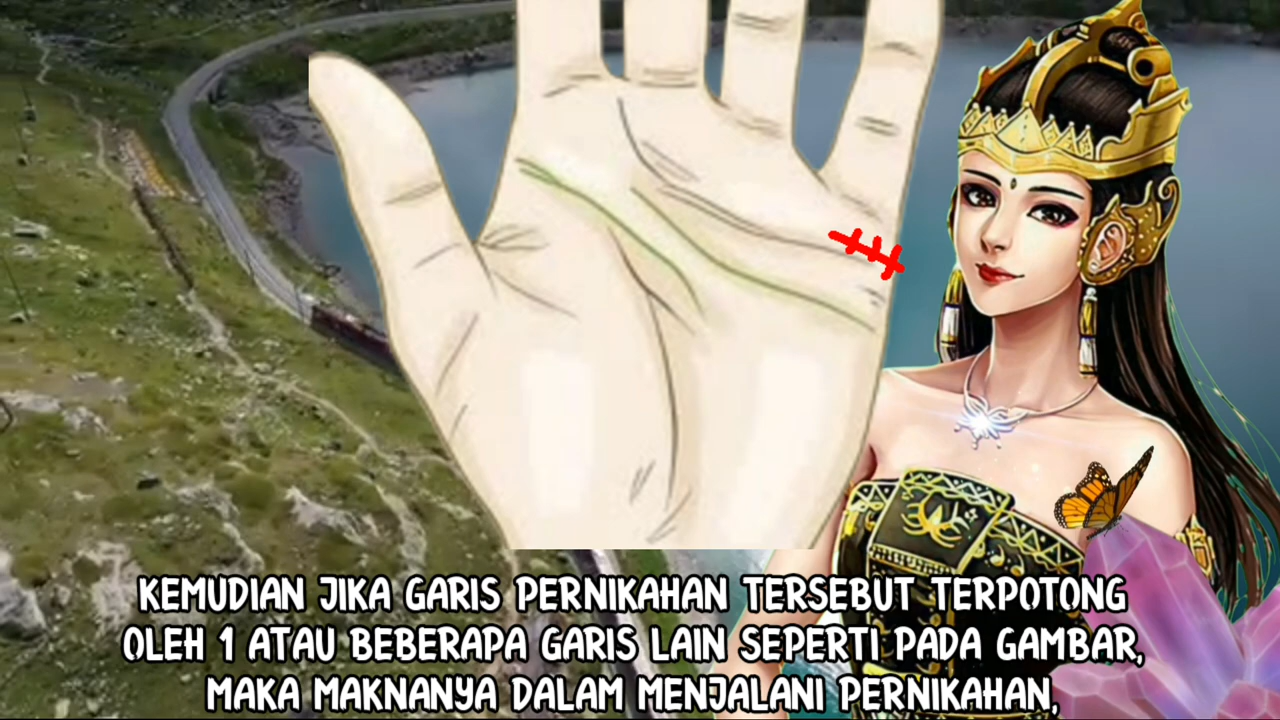 KEMUDIAN JIKA GARIS PERNIKAHAN TERSEBUT TERPOTONG
OLEH 1 ATAU BEBERAPA GARIS LAIN SEPERTI PADA GAMBAR,
MAKA MAKNANYA DALAM MENJALANI PERNIKAHAN,